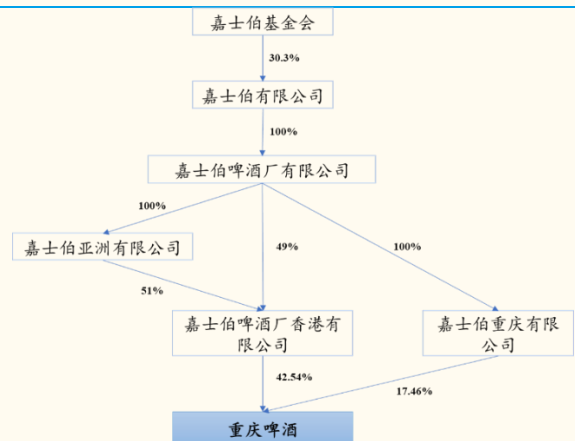 嘉士伯基金会
30.3%
嘉士伯有限公司
100%
嘉士伯啤酒厂有限公司
100%
49%
100%
嘉士伯亚洲有限公司
51%
嘉士伯啤酒厂香港有
限公司
嘉士伯重庆有限
公司
42.54%
17.46%
重庆啤酒